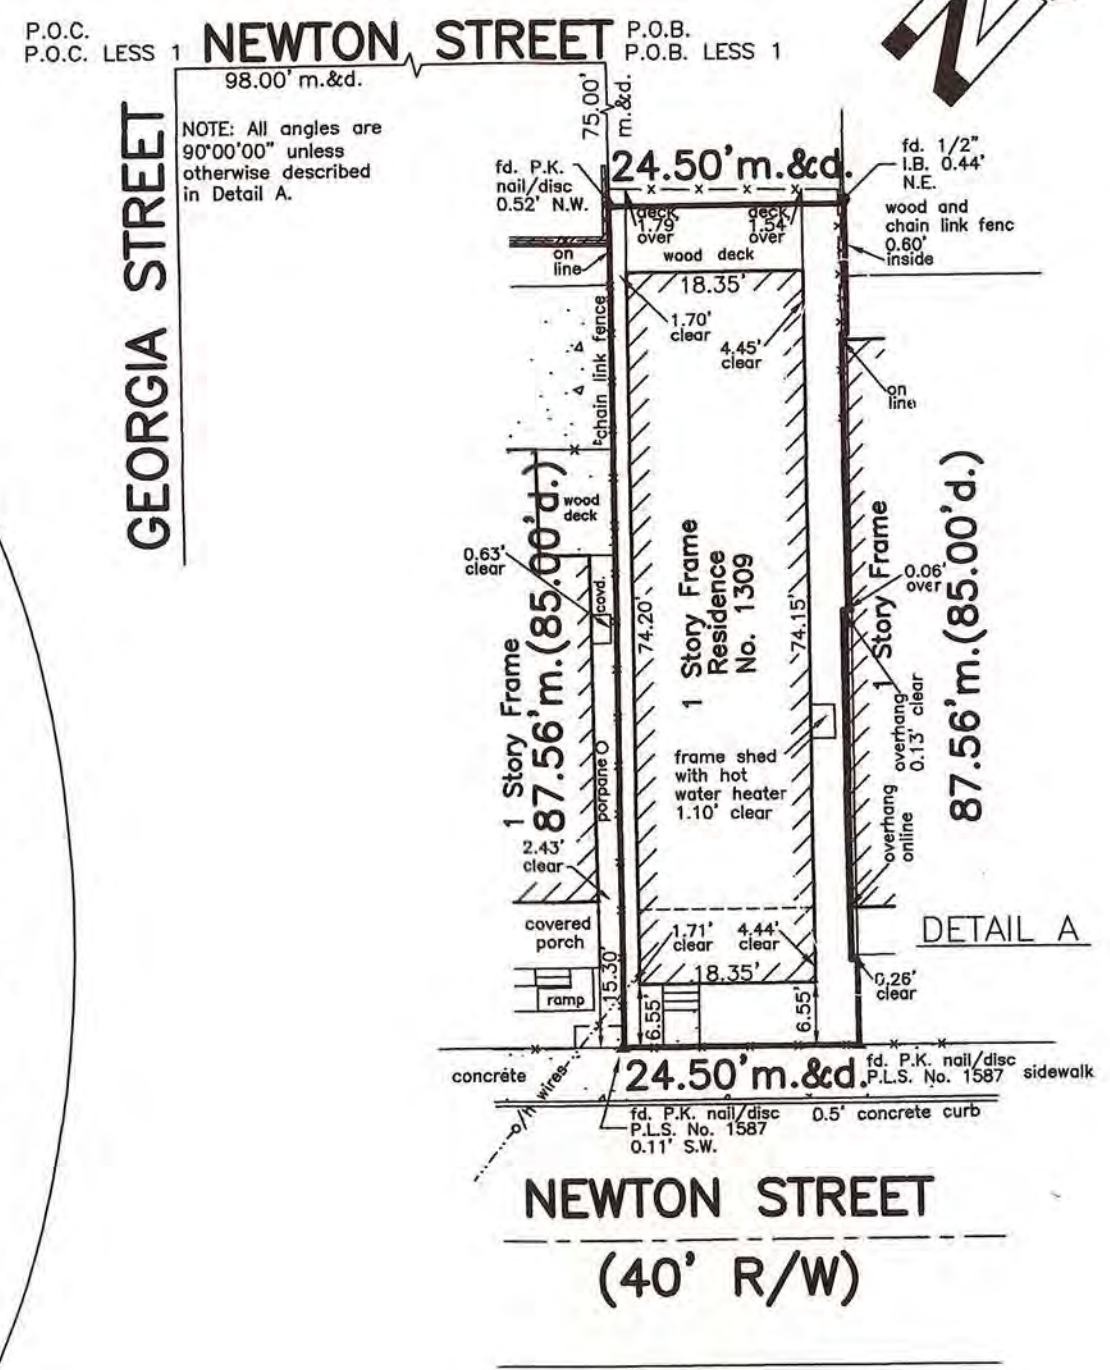 P.O.C.
P.O.C. LESS 1
NEWTON STREET
P.O.B.
P.O.B. LESS 1
98.00' m.&d.
75.00'
m.&d.
GEORGIA STREET
NOTE: All angles are
90°00'00" unless
otherwise described
in Detail A.
N
fd. P.K.
nail/disc
0.52' N.W.
24.50'm.&d.
fd. 1/2"
I.B. 0.44'
N.E.
wood and
chain link fenc
0.60'
inside
deck
1.79'
over
deck
1.54'
over
wood deck
on
line
18.35'
1.70'
clear
4.45'
clear
chain link fence
on
line
wood
deck
0.63'
clear
covd.
87.56'm.(85.00'd.)
1 Story Frame
74.20'
1 Story Frame
Residence
No. 1309
74.15'
1 Story Frame
0.06'
over
87.56'm.(85.00'd.)
overhang
0.13' clear
overhang
online
porpane O
frame shed
with hot
water heater
1.10' clear
2.43'
clear
covered
porch
ramp
15.30'
1.71'
clear
4.44'
clear
18.35'
6.55'
6.55'
0.26'
clear
DETAIL A
concrete
o/h wires
24.50'm.&d.
fd. P.K. nail/disc
P.L.S. No. 1587
sidewalk
fd. P.K. nail/disc
P.L.S. No. 1587
0.11' S.W.
0.5' concrete curb
NEWTON STREET
(40' R/W)